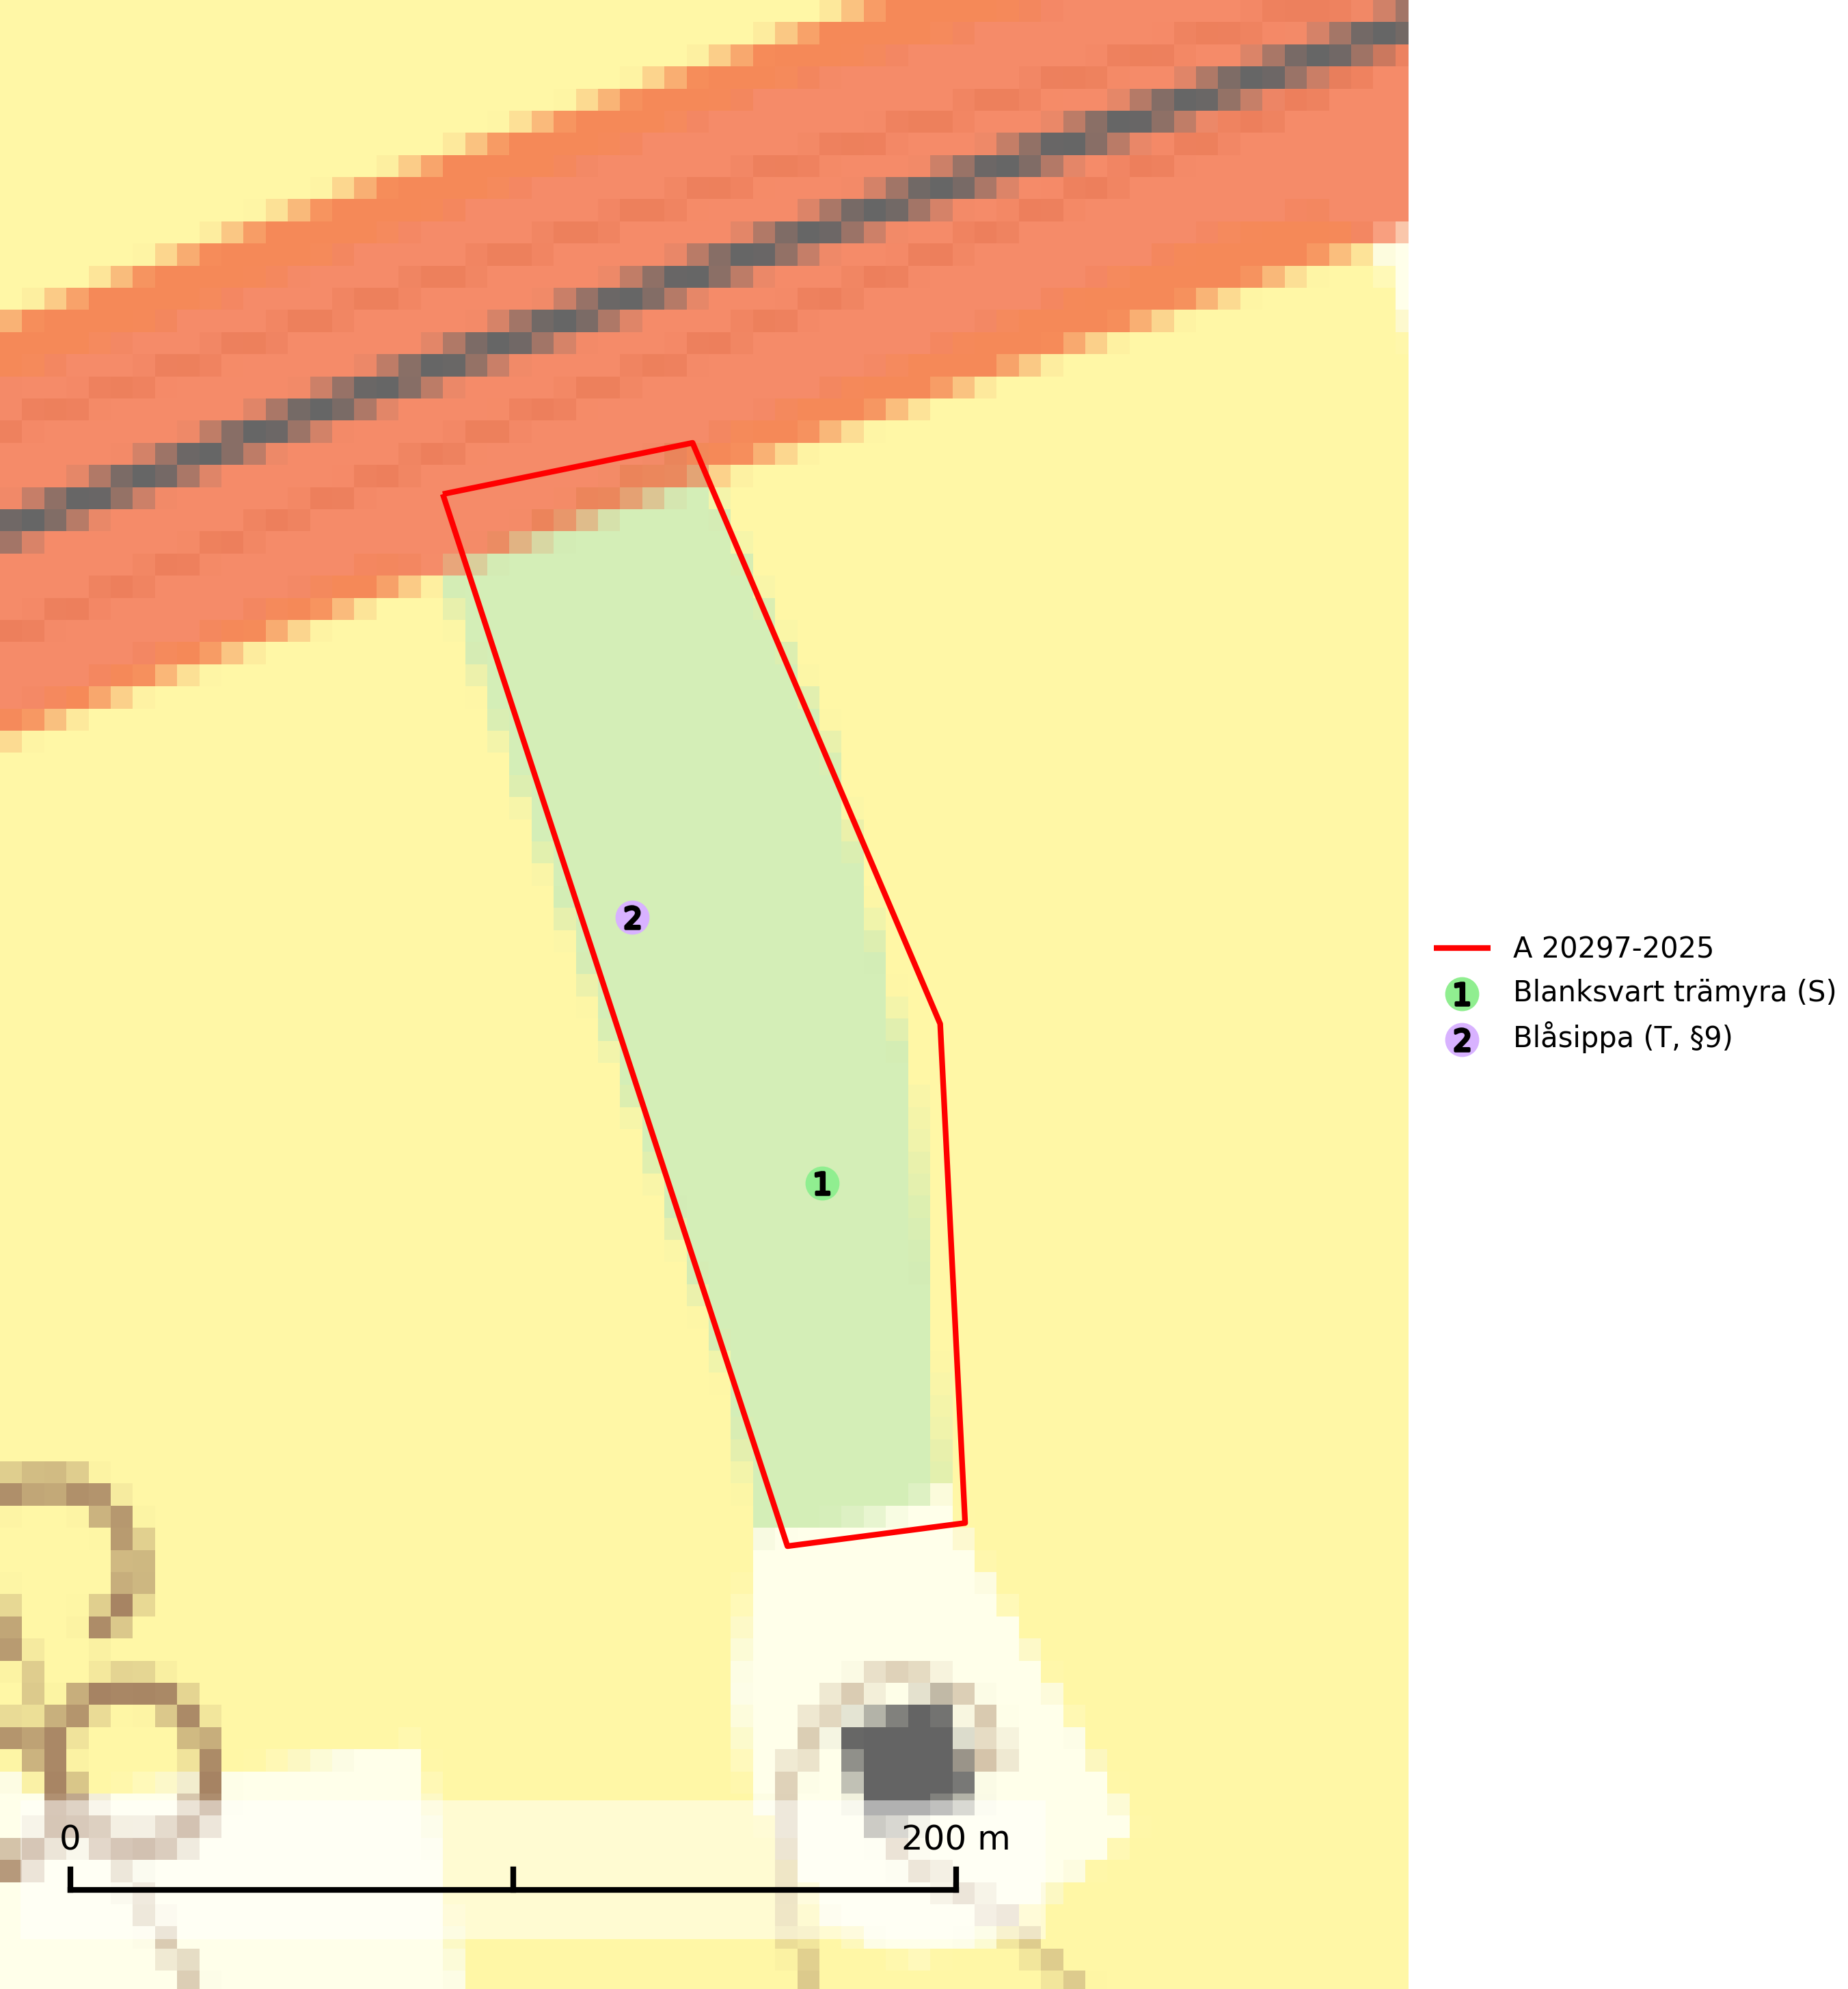 2
1
A 20297-2025
1 Blanksvart trämyra (S)
2 Blåsippa (T, §9)
0 200 m